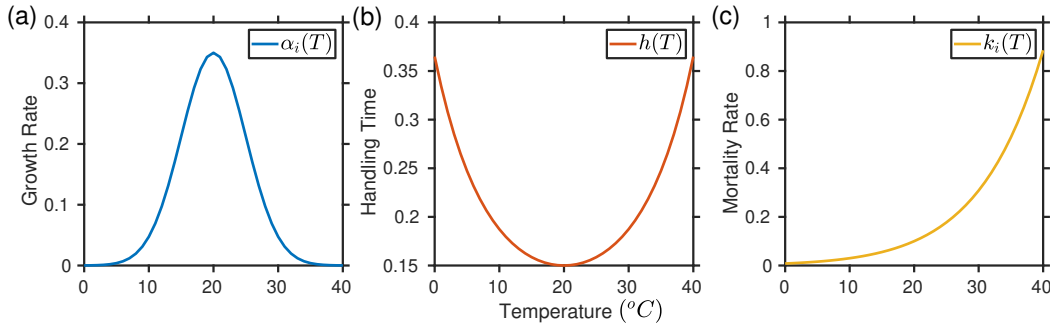 (a)
α_i(T)
Growth Rate
0.4
0.3
0.2
0.1
0
0 10 20 30 40
(b)
h(T)
Handling Time
0.4
0.35
0.3
0.25
0.2
0.15
0 10 20 30 40
Temperature (°C)
(c)
k_i(T)
Mortality Rate
1
0.8
0.6
0.4
0.2
0
0 10 20 30 40